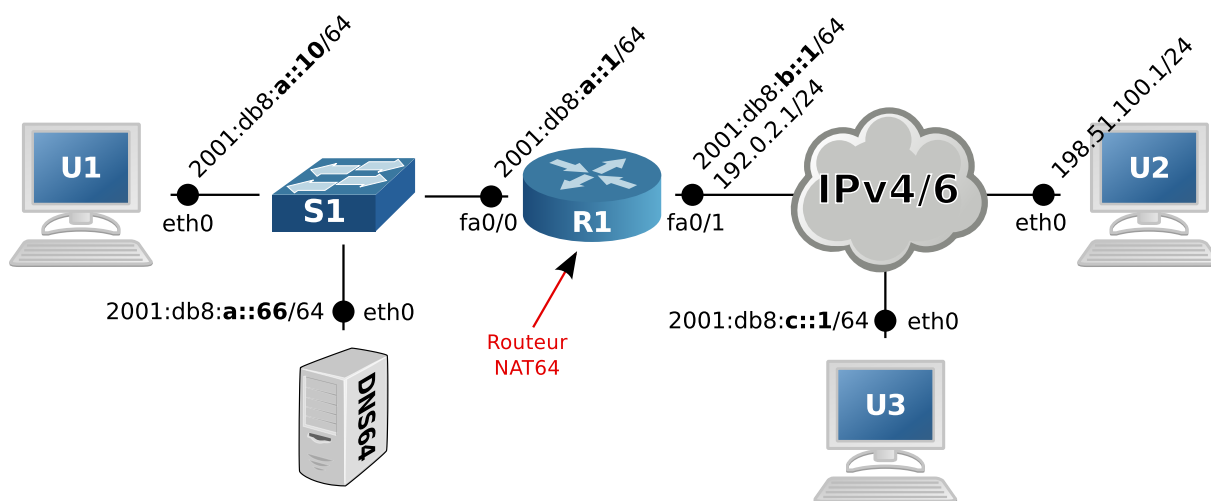 2001:db8:a::10/64
2001:db8:a::1/64
2001:db8:b::1/64
192.0.2.1/24
198.51.100.1/24
U1
S1
R1
IPv4/6
U2
eth0
fa0/0
fa0/1
eth0
2001:db8:a::66/64
eth0
2001:db8:c::1/64
eth0
Routeur
NAT64
DNS64
U3